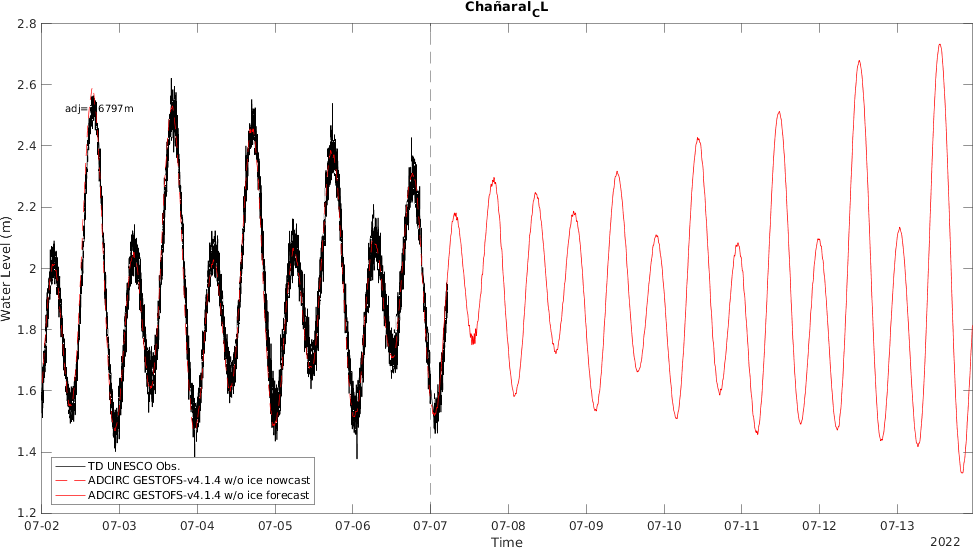 Chañaral_CL
2.8
2.6
2.4
2.2
2
1.8
1.6
1.4
1.2
Water Level (m)
TD UNESCO Obs.
ADCIRC GESTOFS-v4.1.4 w/o ice nowcast
ADCIRC GESTOFS-v4.1.4 w/o ice forecast
07-02 07-03 07-04 07-05 07-06 07-07 07-08 07-09 07-10 07-11 07-12 07-13
Time
2022